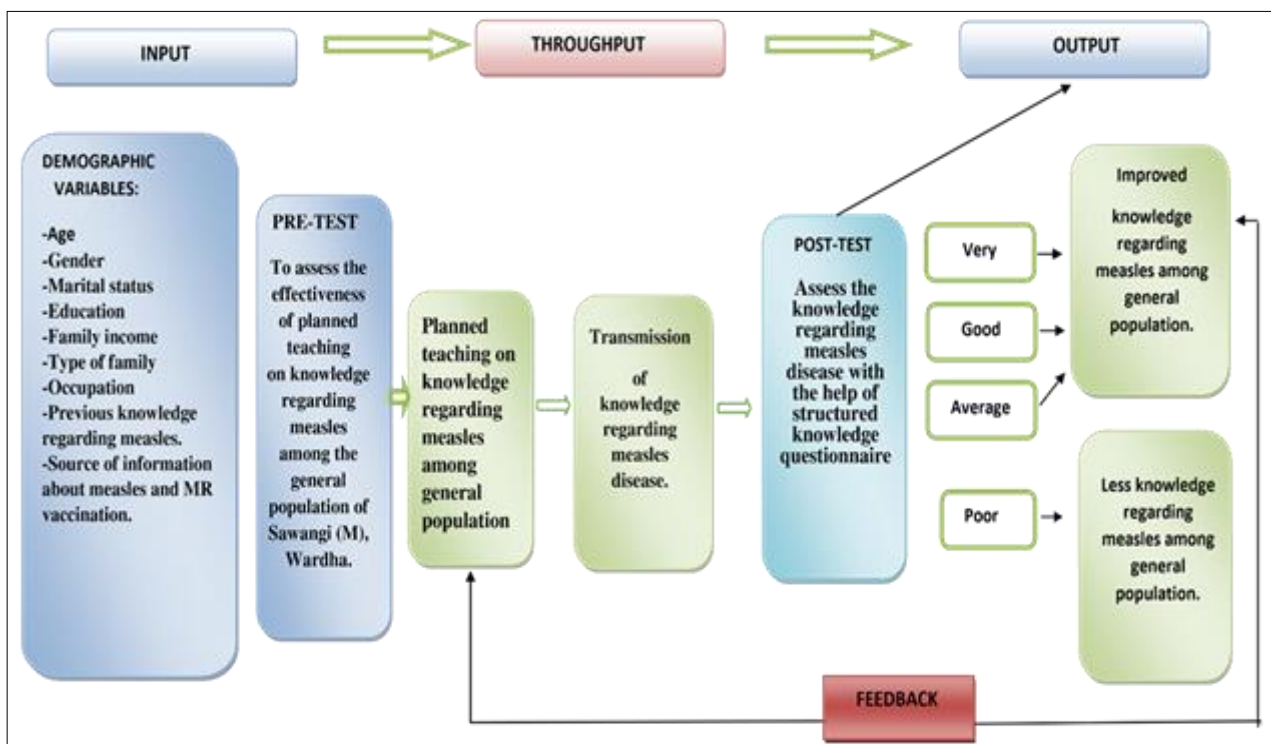 INPUT
THROUGHPUT
OUTPUT
DEMOGRAPHIC
VARIABLES:
-Age
-Gender
-Marital status
-Education
-Family income
-Type of family
-Occupation
-Previous knowledge
regarding measles.
-Source of information
about measles and MR
vaccination.
PRE-TEST
To assess the
effectiveness
of planned
teaching
on knowledge
regarding
measles
among the
general
population of
Sawangi (M),
Wardha.
Planned
teaching on
knowledge
regarding
measles
among
general
population
Transmission
of
knowledge
regarding
measles
disease.
POST-TEST
Assess the
knowledge
regarding
measles
disease with
the help of
structured
knowledge
questionnaire
Very
Good
Average
Poor
Improved
knowledge
regarding
measles among
general
population.
Less knowledge
regarding
measles among
general
population.
FEEDBACK